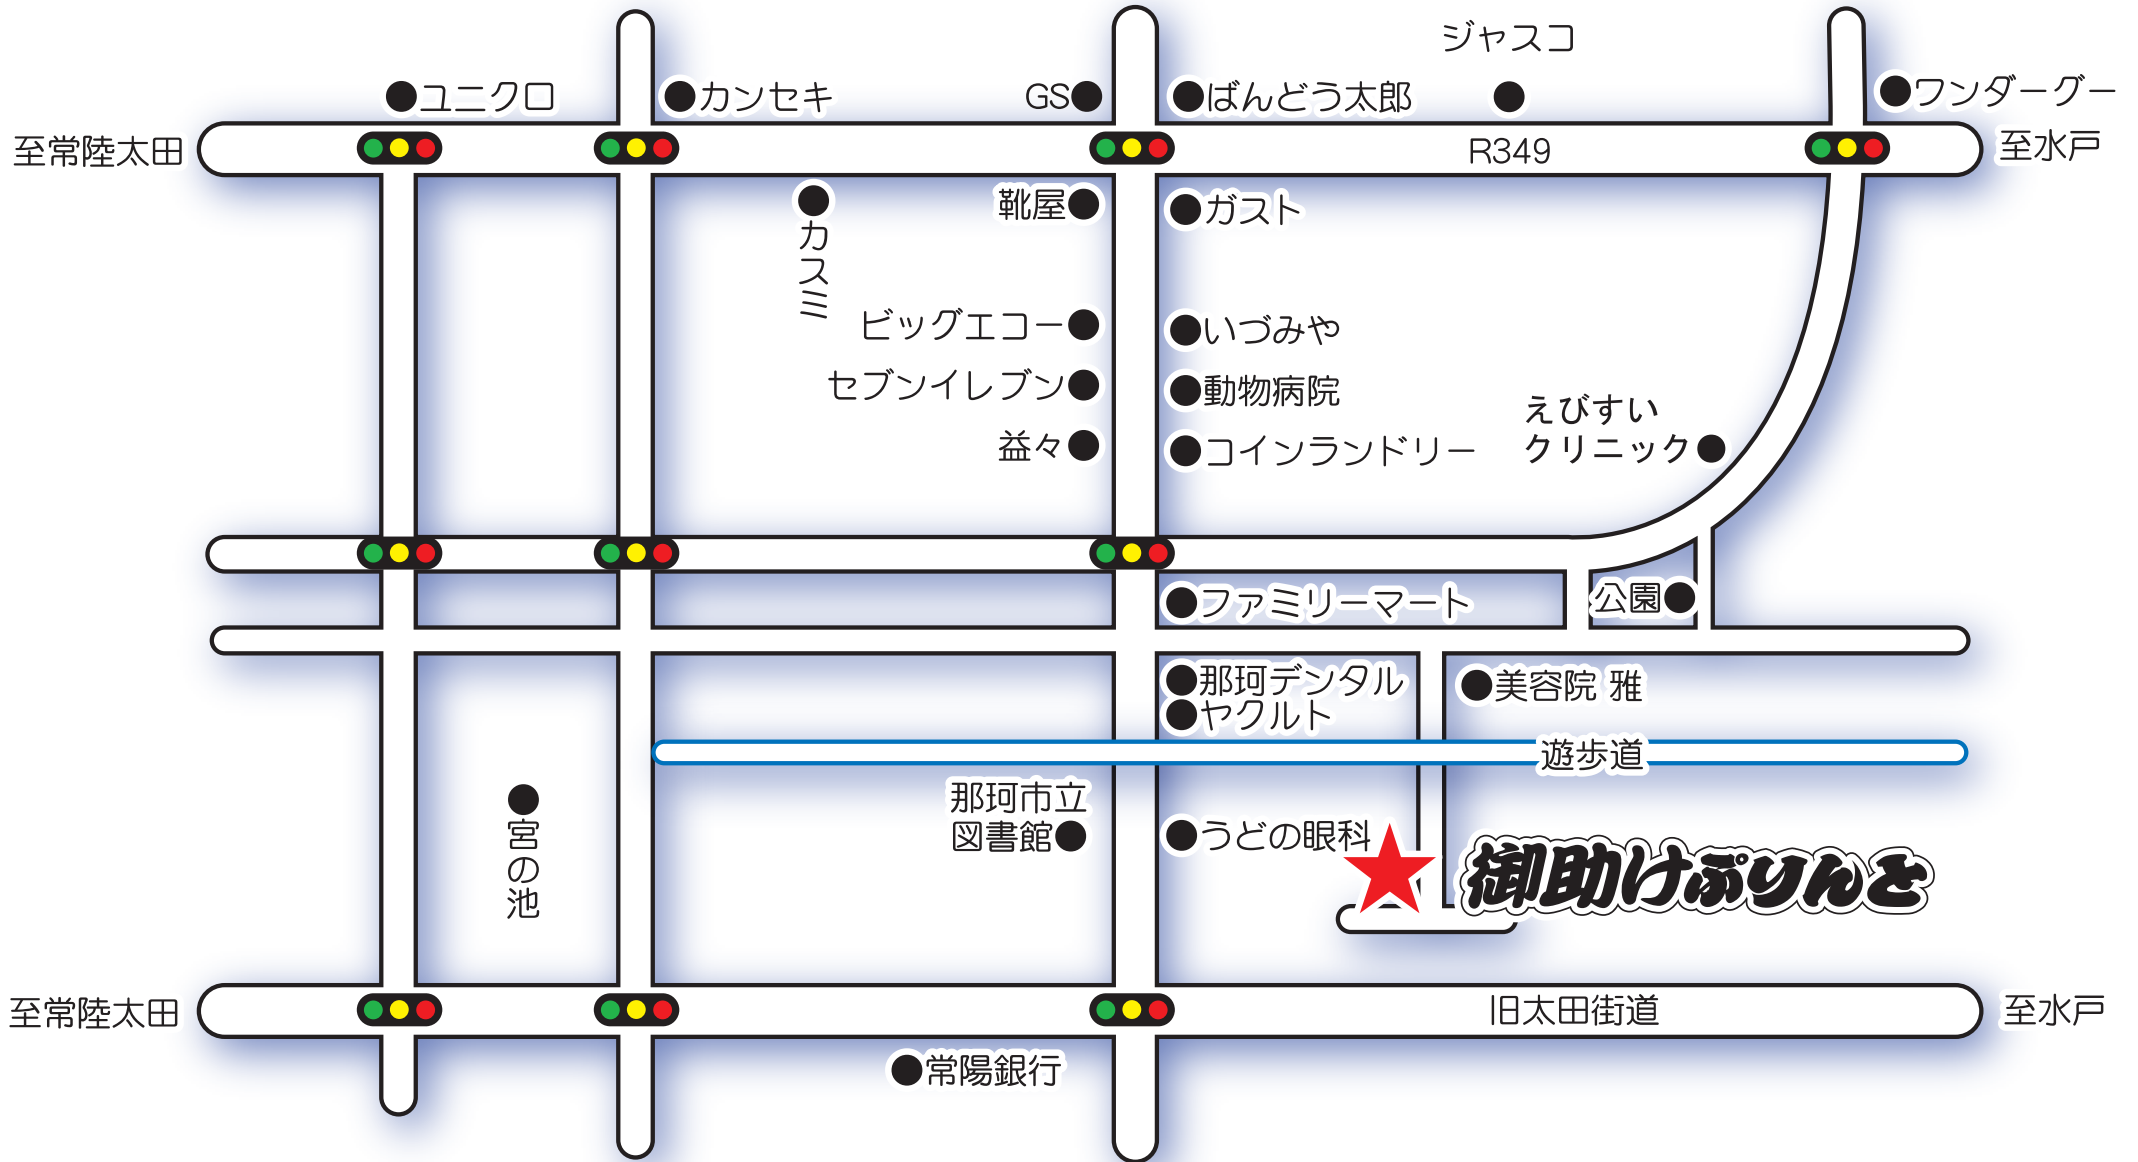 ジャスコ
ユニクロ
カンセキ
GS
ばんどう太郎
ワンダーグー
至常陸太田
R349
至水戸
カスミ
靴屋
ガスト
ビッグエコー
いづみや
セブンイレブン
動物病院
益々
コインランドリー
えびすい
クリニック
ファミリーマート
公園
那珂デンタル
美容院 雅
ヤクルト
遊歩道
宮の池
那珂市立
図書館
うどの眼科
御助けぷりんと
至常陸太田
旧太田街道
至水戸
常陽銀行